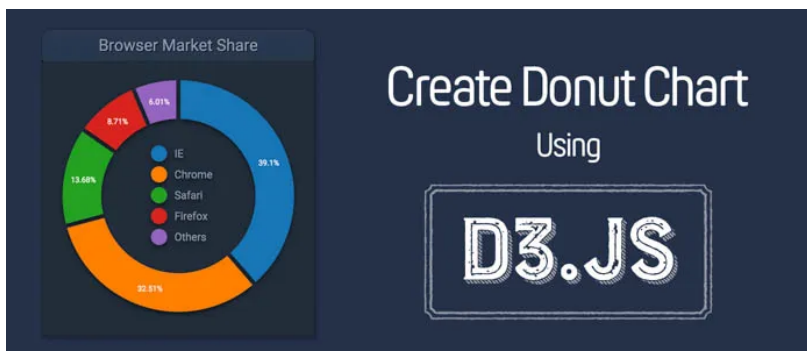 Browser Market Share
6.01%
8.71%
39.1%
13.68%
IE
Chrome
Safari
Firefox
Others
32.51%
Create Donut Chart
Using
D3.JS